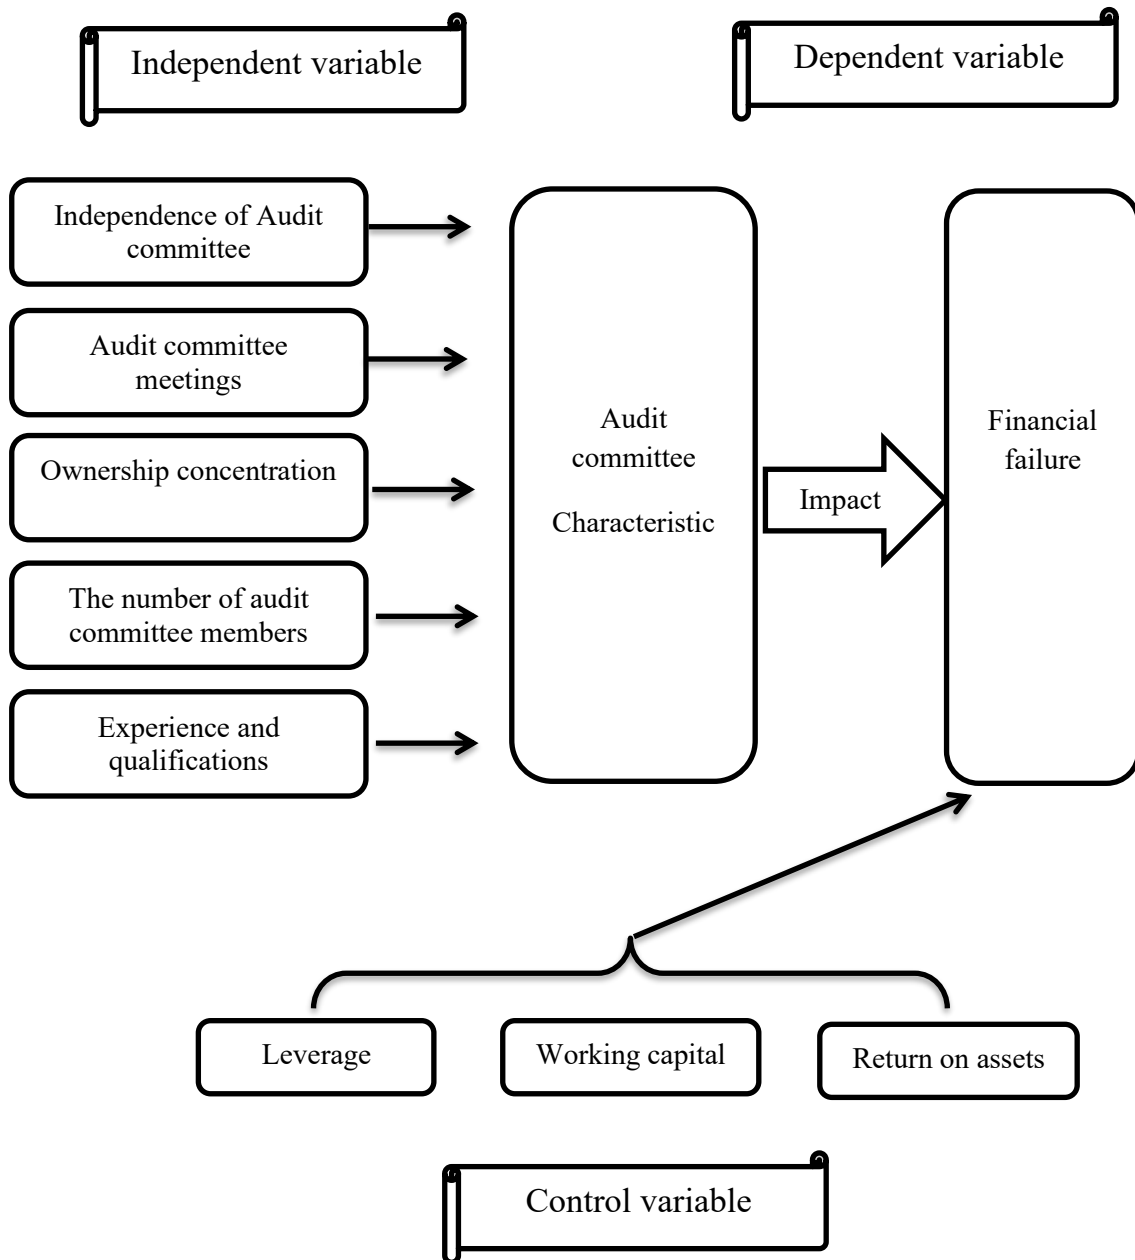 Independent variable
Dependent variable
Independence of Audit
committee
Audit committee
meetings
Ownership concentration
The number of audit
committee members
Experience and
qualifications
Audit
committee
Characteristic
Impact
Financial
failure
Leverage
Working capital
Return on assets
Control variable